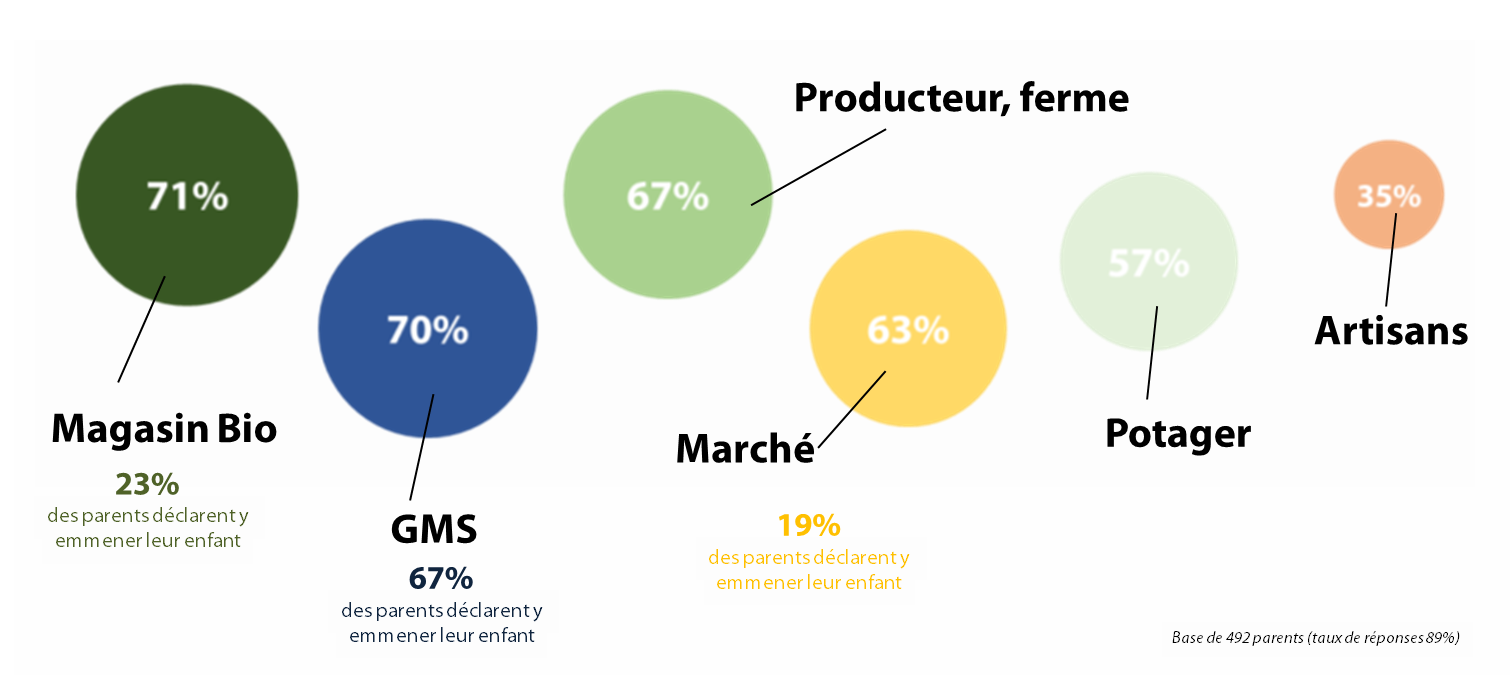 71%
Magasin Bio
23%
des parents déclarent y
emmener leur enfant
70%
GMS
67%
des parents déclarent y
emmener leur enfant
67%
Producteur, ferme
63%
Marché
19%
des parents déclarent y
emmener leur enfant
57%
Potager
35%
Artisans
Base de 492 parents (taux de réponses 89%)